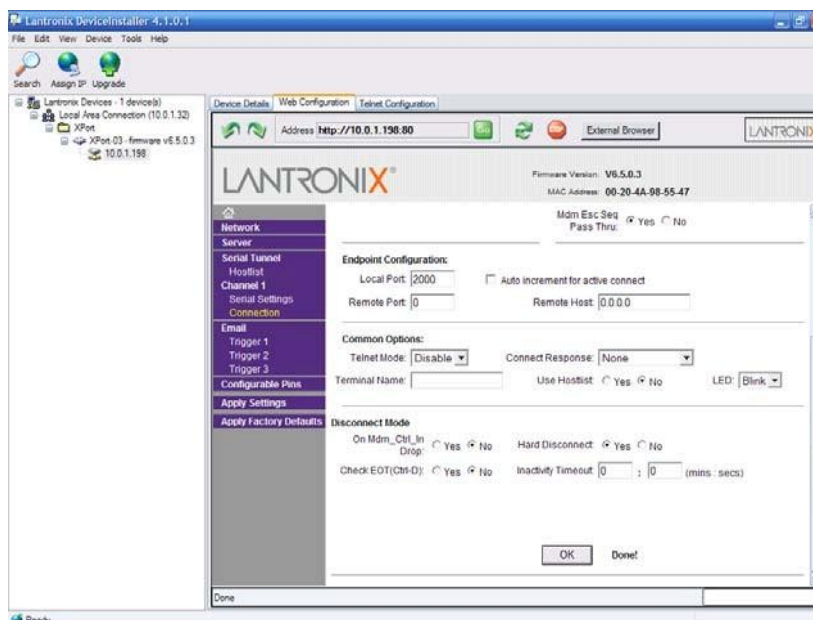 Lantronix DeviceInstaller 4.1.0.1
File Edit View Device Tools Help
Search Assign IP Upgrade
Lantronix Devices - 1 device(s)
Local Area Connection (10.0.1.32)
XPort
XPort-03 - firmware v6.5.0.3
10.0.1.198
Device Details Web Configuration Telnet Configuration
Address http://10.0.1.198:80 Go External Browser LANTRONIX
LANTRONIX®
Firmware Version: V6.5.0.3
MAC Address: 00-20-4A-98-55-47
Network
Server
Serial Tunnel
Hostlist
Channel 1
Serial Settings
Connection
Email
Trigger 1
Trigger 2
Trigger 3
Configurable Pins
Apply Settings
Apply Factory Defaults
Mdm Esc Seq Yes No
Pass Thru:
Endpoint Configuration:
Local Port: 2000 Auto increment for active connect
Remote Port: 0 Remote Host: 0.0.0.0
Common Options:
Telnet Mode: Disable Connect Response: None
Terminal Name: Use Hostlist: Yes No LED: Blink
Disconnect Mode
On Mdm_Ctrl_In Yes No Hard Disconnect: Yes No
Drop:
Check EOT(Ctrl-D): Yes No Inactivity Timeout: 0 : 0 (mins : secs)
OK Done!
Done
Ready